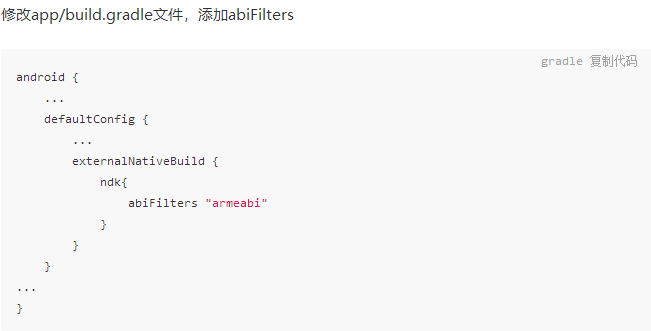 修改app/build.gradle文件，添加abiFilters
gradle 复制代码
android {
    ...
    defaultConfig {
        ...
        externalNativeBuild {
            ndk{
                abiFilters "armeabi"
            }
        }
    }
...
}